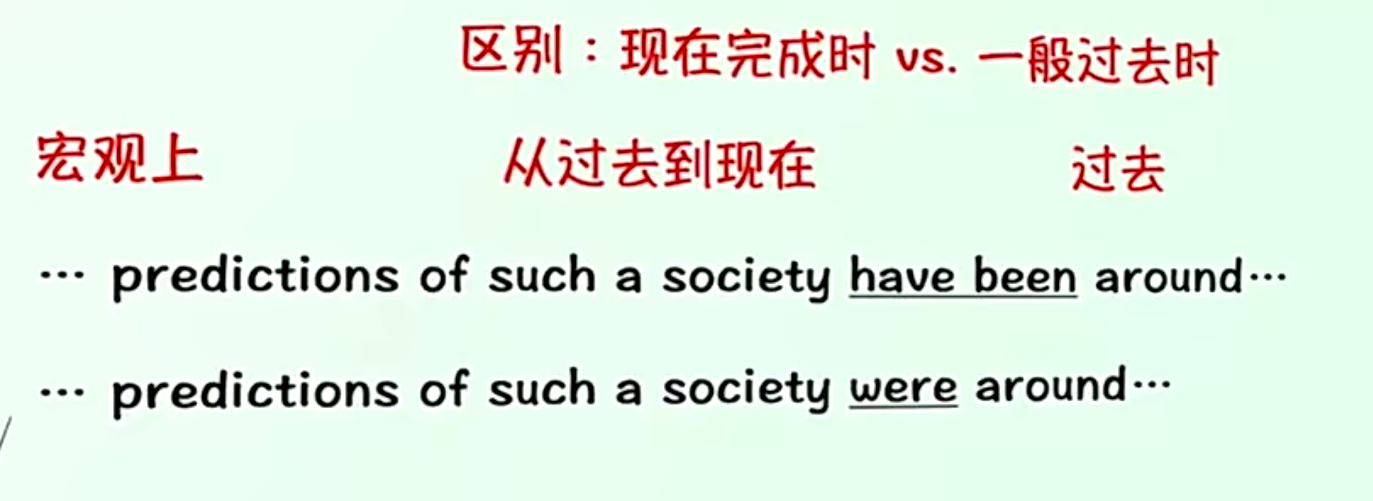 区别：现在完成时 vs. 一般过去时
宏观上 从过去到现在 过去
… predictions of such a society have been around…
… predictions of such a society were around…